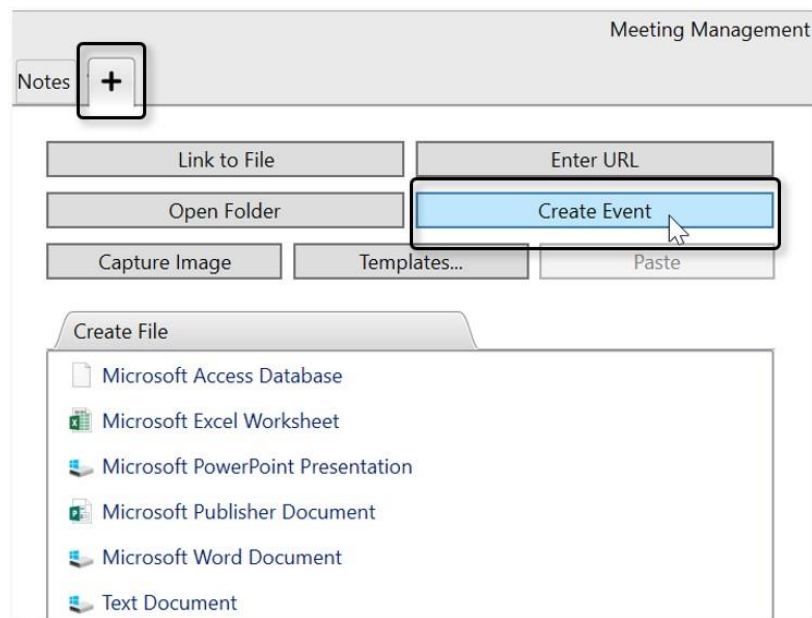 Meeting Management
Notes +
Link to File Enter URL
Open Folder Create Event
Capture Image Templates... Paste
Create File
Microsoft Access Database
Microsoft Excel Worksheet
Microsoft PowerPoint Presentation
Microsoft Publisher Document
Microsoft Word Document
Text Document